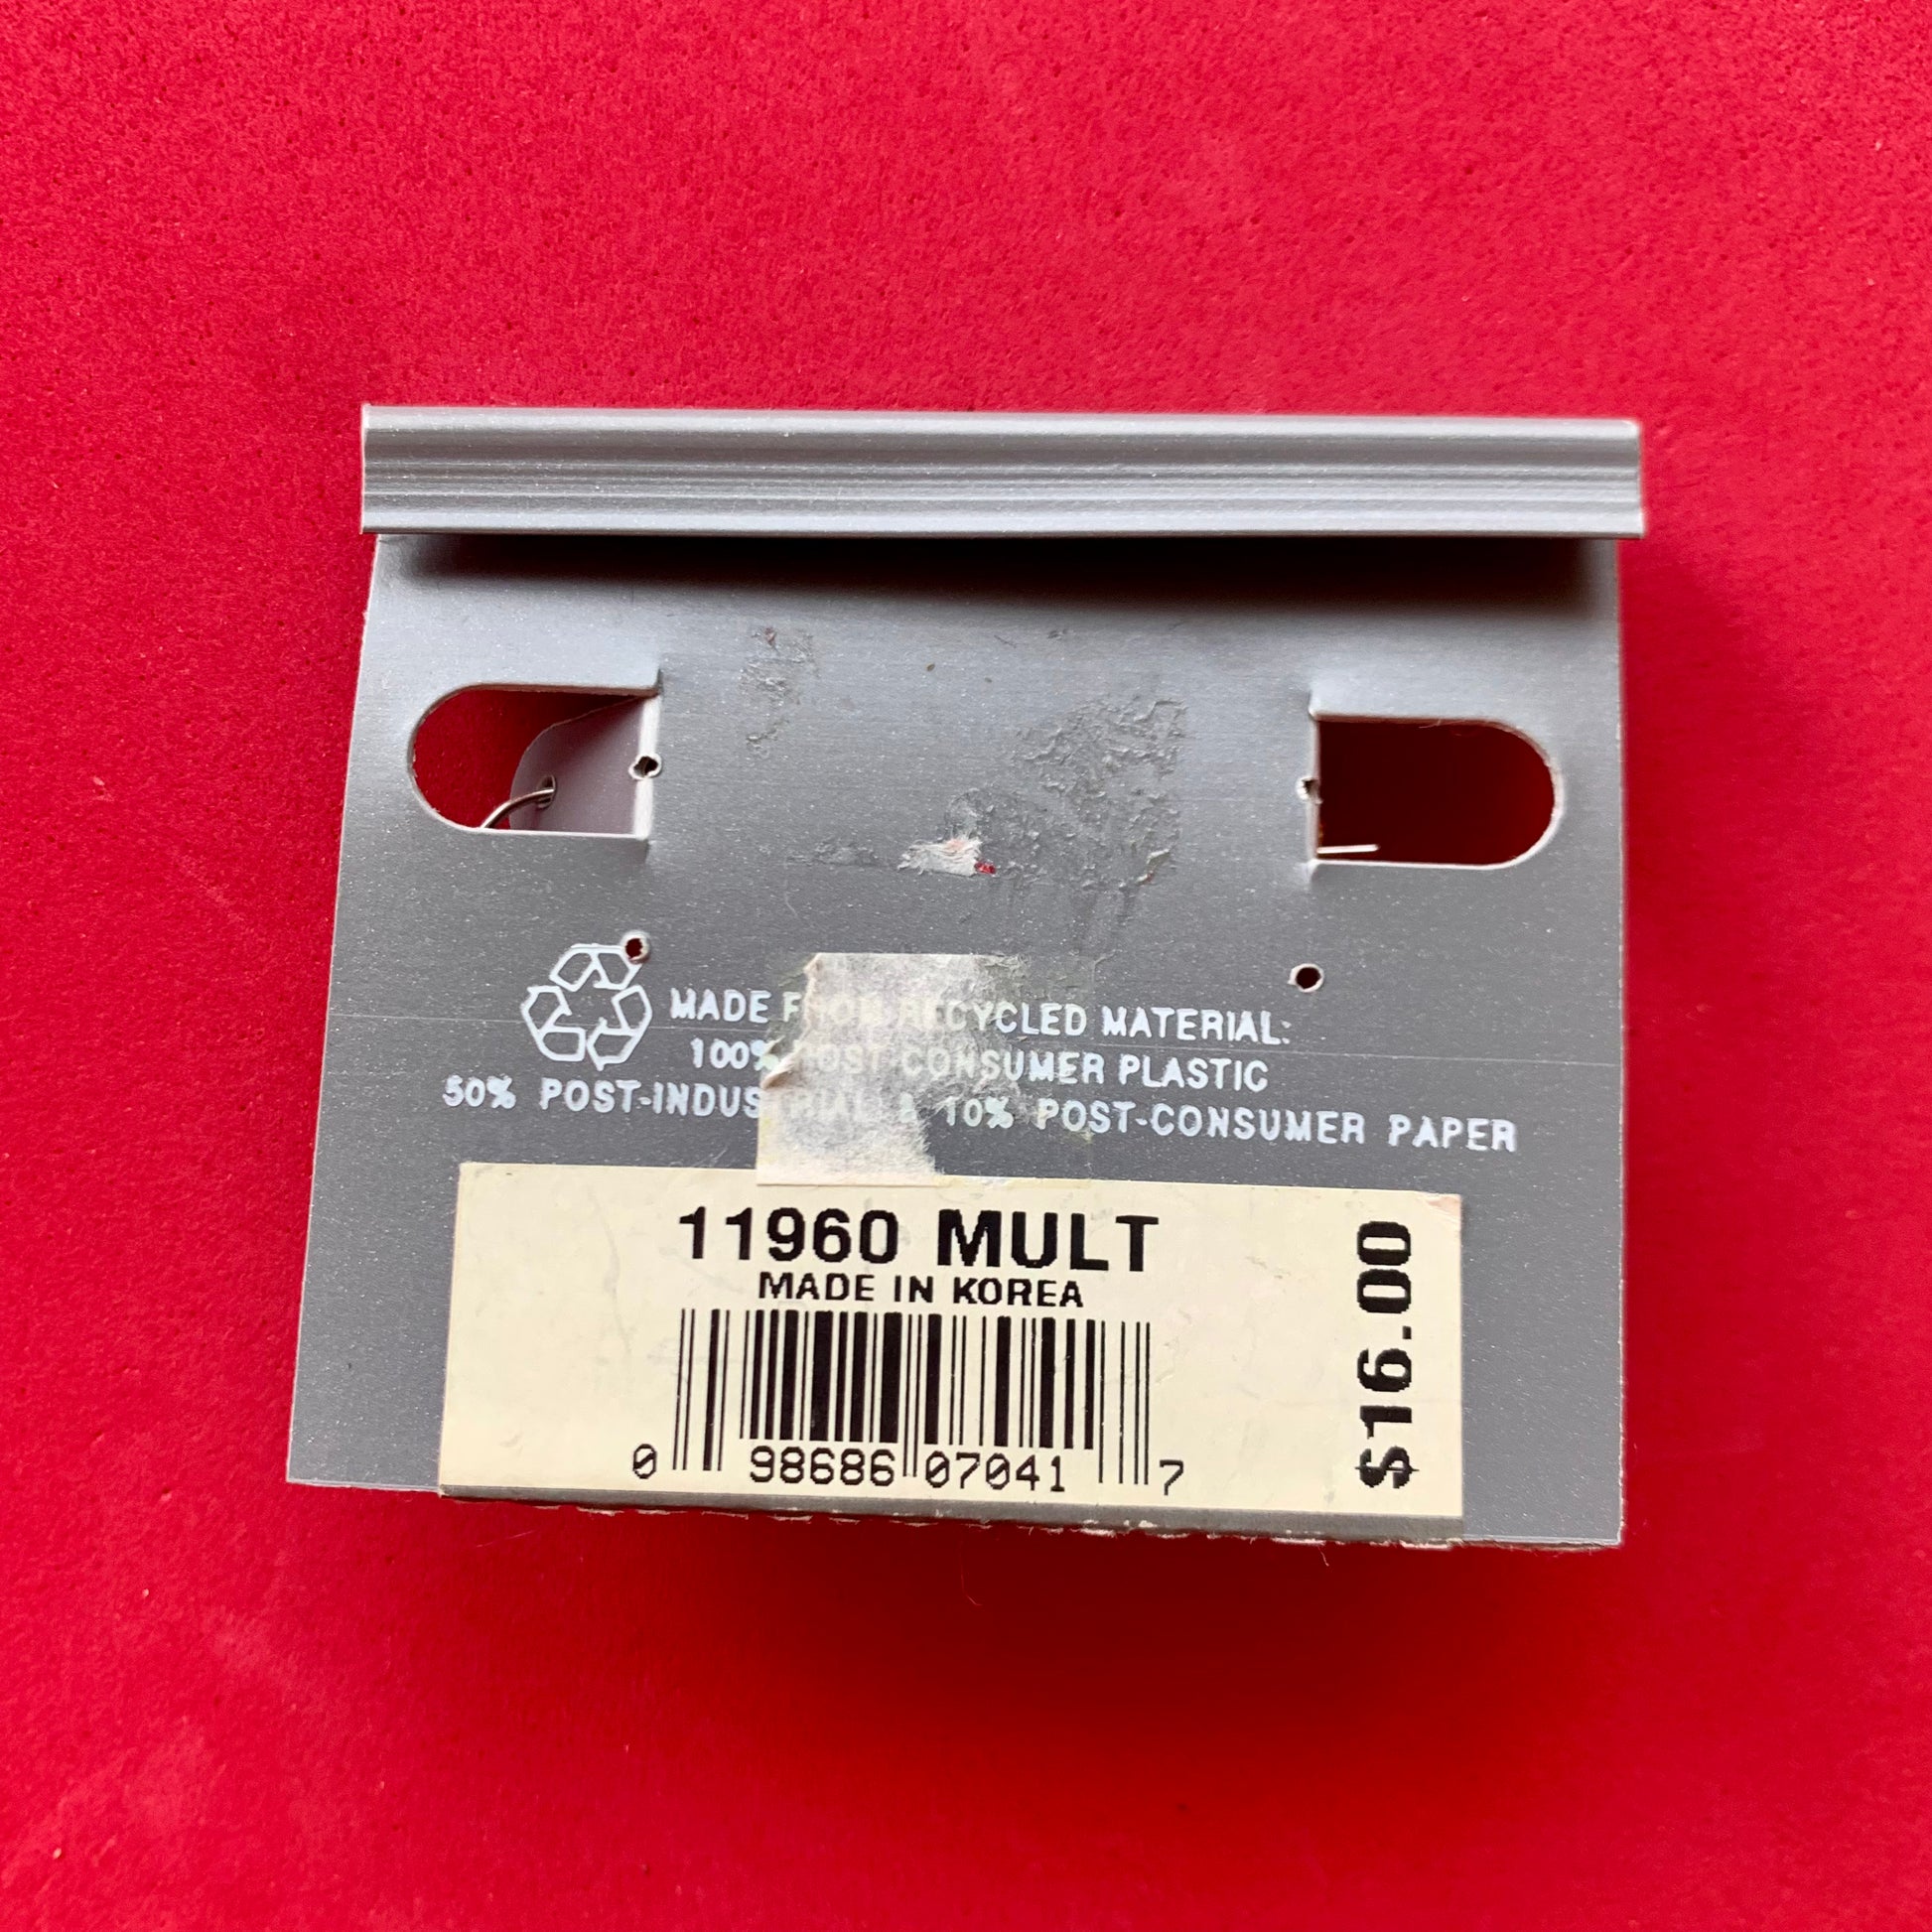 MADE FROM RECYCLED MATERIAL:
100% POST CONSUMER PLASTIC
50% POST-INDUSTRIAL & 10% POST-CONSUMER PAPER
11960 MULT
MADE IN KOREA
$16.00
0 98686 07041 7